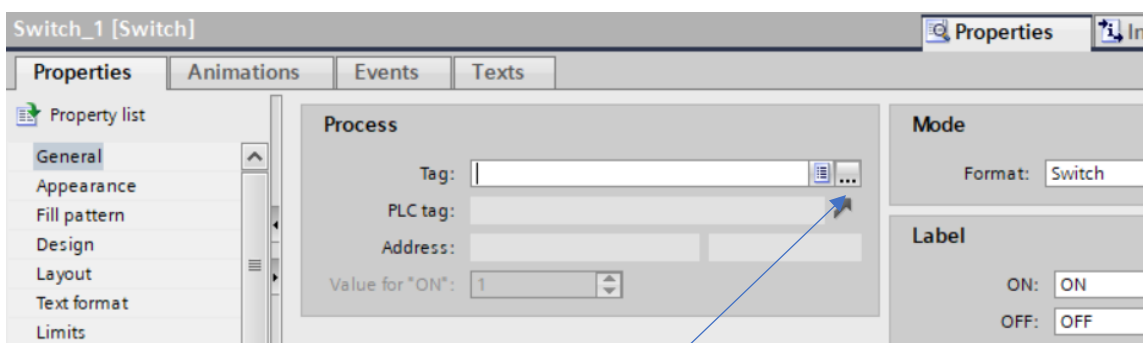 Switch_1 [Switch]
Properties
Properties Animations Events Texts
Property list
General
Appearance
Fill pattern
Design
Layout
Text format
Limits
Process
Tag:
...
PLC tag:
Address:
Value for "ON": 1
Mode
Format: Switch
Label
ON: ON
OFF: OFF